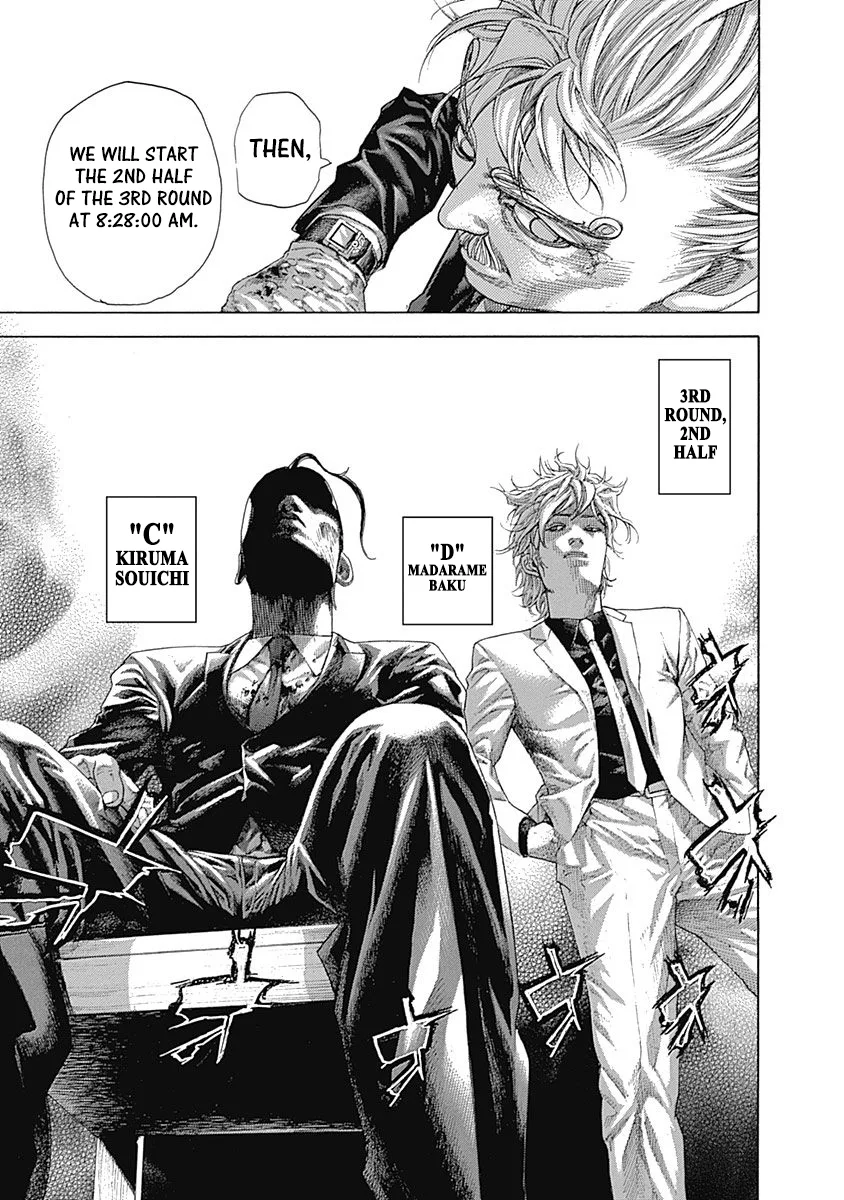 THEN,
WE WILL START
THE 2ND HALF
OF THE 3RD ROUND
AT 8:28:00 AM.
3RD
ROUND,
2ND
HALF
"D"
MADARAME
BAKU
"C"
KIRUMA
SOUICHI